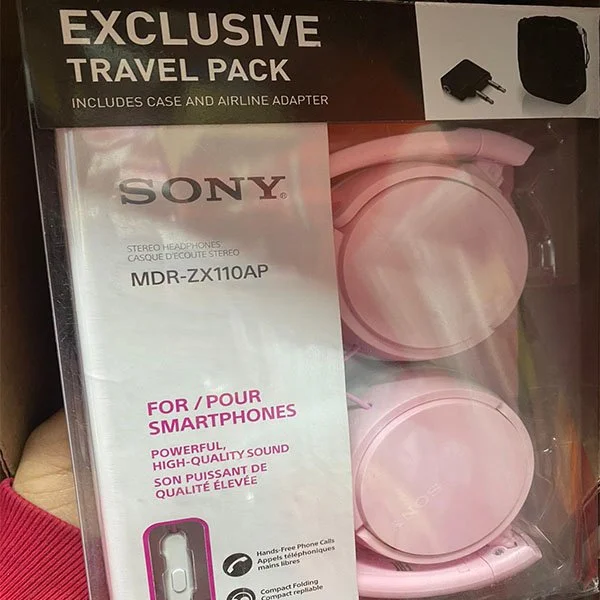 EXCLUSIVE
TRAVEL PACK
INCLUDES CASE AND AIRLINE ADAPTER
SONY®
STEREO HEADPHONES
CASQUE D'ÉCOUTE STÉRÉO
MDR-ZX110AP
FOR / POUR
SMARTPHONES
POWERFUL,
HIGH-QUALITY SOUND
SON PUISSANT DE
QUALITÉ ÉLEVÉE
Hands-Free Phone Calls
Appels téléphoniques
mains libres
Compact Folding
Compact repliable
SONY